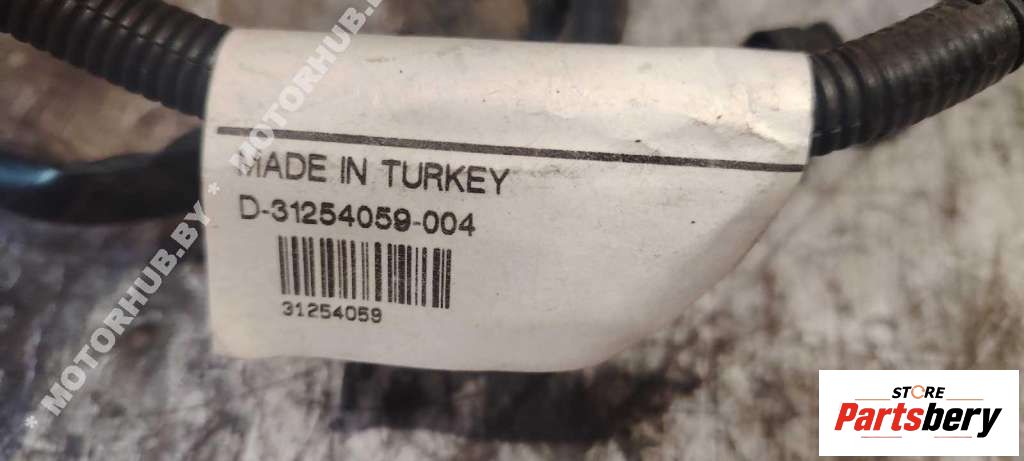 MADE IN TURKEY
D-31254059-004
31254059
* MOTORHUB.BY * MOTORHUB.BY
STORE
Partsbery